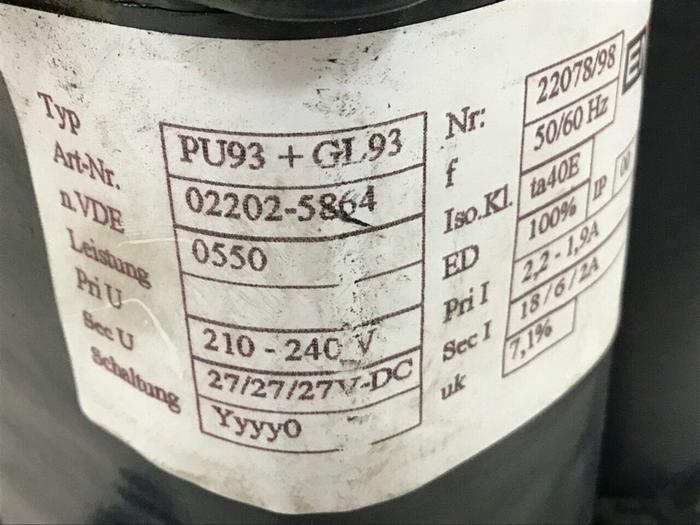 Typ PU93 + GL93
Art-Nr. 02202-5864
n.VDE 0550
Leistung
Pri U 210 - 240 V
Sec U 27/27/27V-DC
Schaltung Yyyy0
Nr: 22078/98
f 50/60 Hz
Iso.Kl. ta40E IP 00
ED 100%
Pri I 2,2 - 1,9A
Sec I 18/6/2A
uk 7,1%